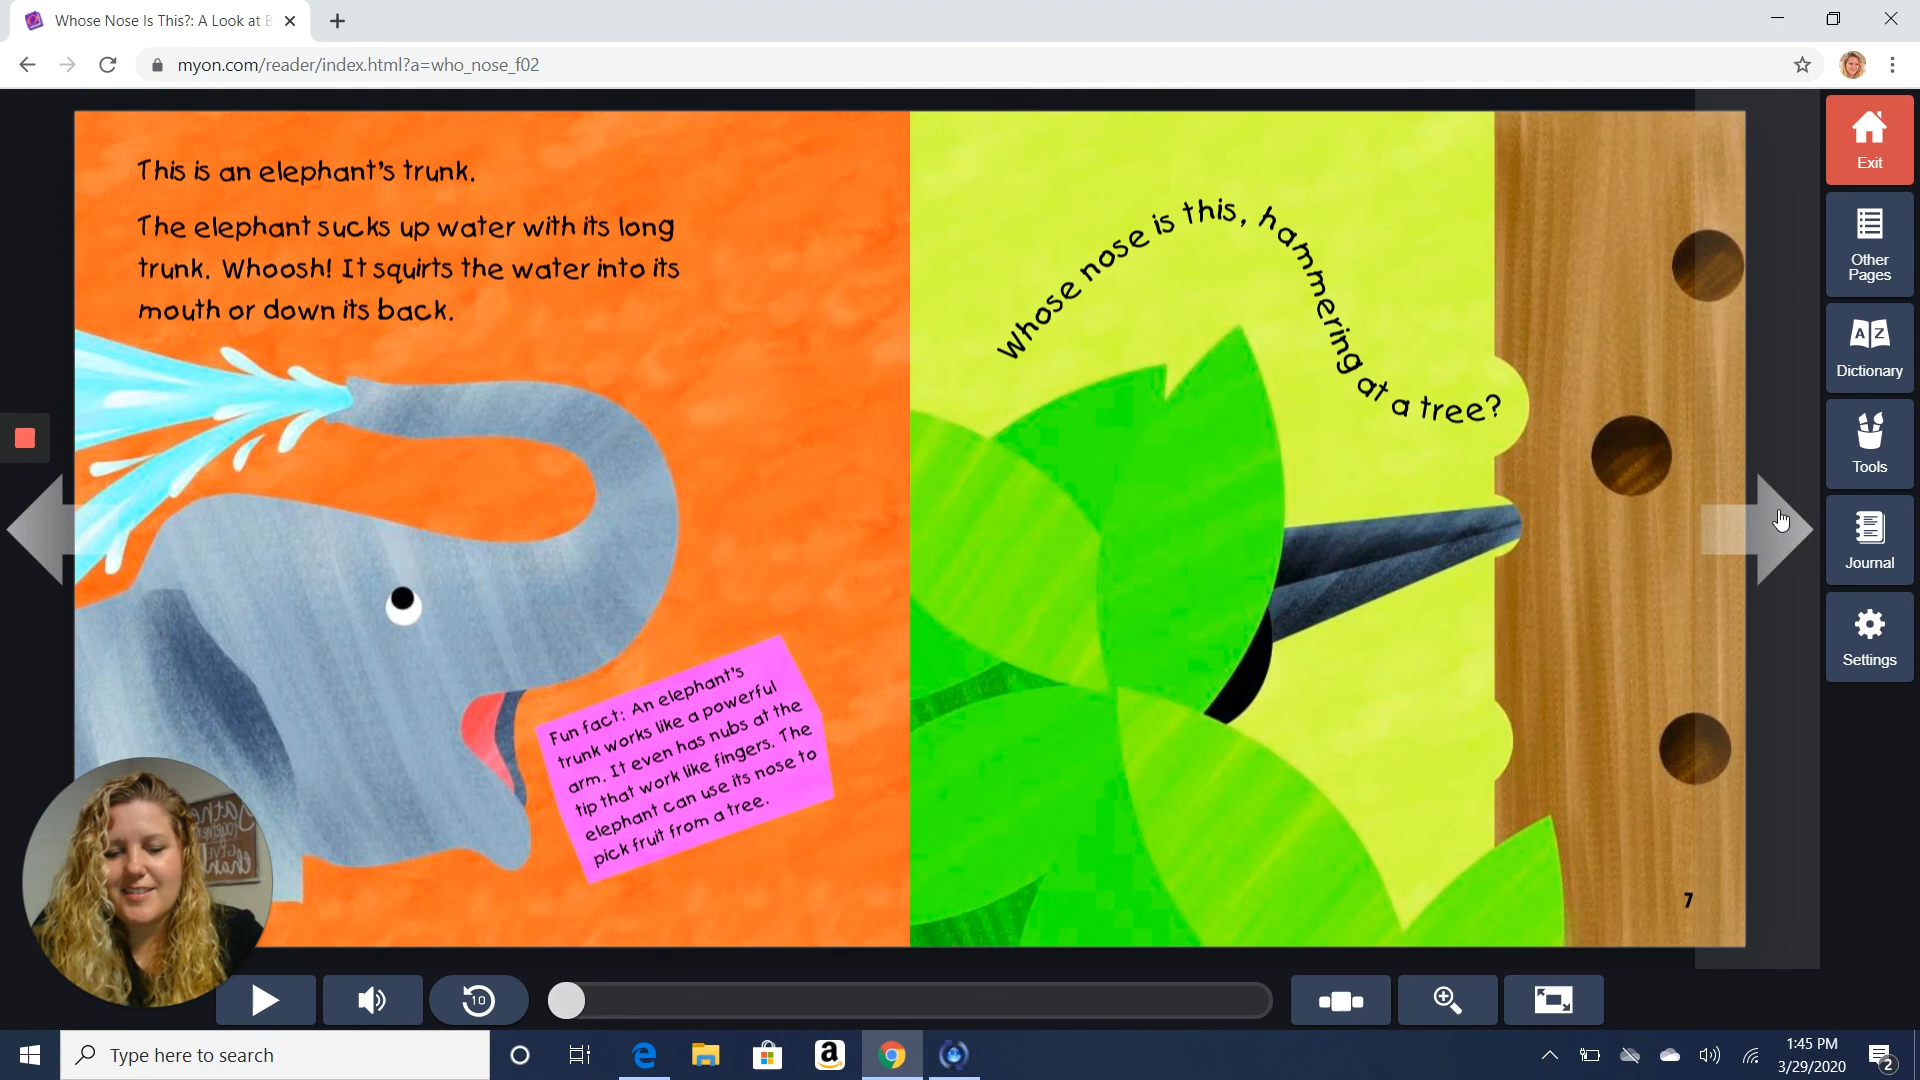 Whose Nose Is This?: A Look at B
myon.com/reader/index.html?a=who_nose_f02
This is an elephant's trunk.
The elephant sucks up water with its long
trunk. Whoosh! It squirts the water into its
mouth or down its back.
Fun fact: An elephant's
trunk works like a powerful
arm. It even has nubs at the
tip that work like fingers. The
elephant can use its nose to
pick fruit from a tree.
Whose nose is this, hammering at a tree?
7
Exit
Other
Pages
A Z
Dictionary
Tools
Journal
Settings
10
Type here to search
a
1:45 PM
3/29/2020
2